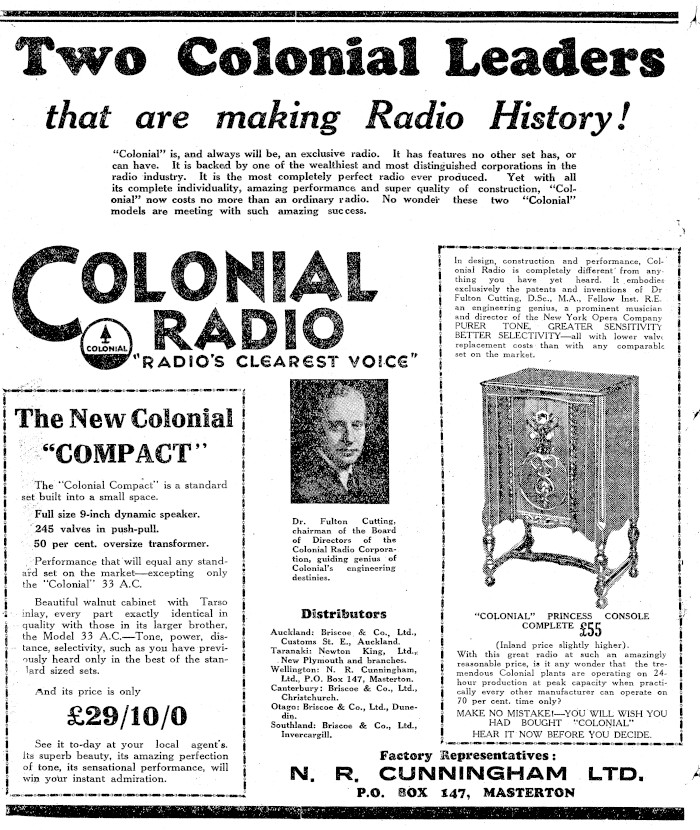 Two Colonial Leaders
that are making Radio History!
"Colonial" is, and always will be, an exclusive radio. It has features no other set has, or
can have. It is backed by one of the wealthiest and most distinguished corporations in the
radio industry. It is the most completely perfect radio ever produced. Yet with all
its complete individuality, amazing performance and super quality of construction, "Col-
onial" now costs no more than an ordinary radio. No wonder these two "Colonial"
models are meeting with such amazing success.
COLONIAL
RADIO
COLONIAL
"RADIO'S CLEAREST VOICE"
The New Colonial
"COMPACT"
The "Colonial Compact" is a standard
set built into a small space.
Full size 9-inch dynamic speaker.
245 valves in push-pull.
50 per cent. oversize transformer.
Performance that will equal any stand-
ard set on the market—excepting only
the "Colonial" 33 A.C.
Beautiful walnut cabinet with Tarso
inlay, every part exactly identical in
quality with those in its larger brother,
the Model 33 A.C.—Tone, power, dis-
tance, selectivity, such as you have previ-
ously heard only in the best of the stan-
dard sized sets.
And its price is only
£29/10/0
See it to-day at your local agent's.
Its superb beauty, its amazing perfection
of tone, its sensational performance, will
win your instant admiration.
Dr. Fulton Cutting,
chairman of the Board
of Directors of the
Colonial Radio Corpora-
tion, guiding genius of
Colonial's engineering
destinies.
Distributors
Auckland: Briscoe & Co., Ltd.,
Customs St. E., Auckland.
Taranaki: Newton King, Ltd.,
New Plymouth and branches.
Wellington: N. R. Cunningham,
Ltd., P.O. Box 147, Masterton.
Canterbury: Briscoe & Co., Ltd.,
Christchurch.
Otago: Briscoe & Co., Ltd., Dune-
din.
Southland: Briscoe & Co., Ltd.,
Invercargill.
In design, construction and performance, Col-
onial Radio is completely different from any-
thing you have yet heard. It embodies
exclusively the patents and inventions of Dr
Fulton Cutting, D.Sc., M.A., Fellow Inst. R.E.
an engineering genius, a prominent musician
and director of the New York Opera Company
PURER TONE, GREATER SENSITIVITY
BETTER SELECTIVITY—all with lower valve
replacement costs than with any comparable
set on the market.
"COLONIAL" PRINCESS CONSOLE
COMPLETE £55
(Inland price slightly higher).
With this great radio at such an amazingly
reasonable price, is it any wonder that the tre-
mendous Colonial plants are operating on 24-
hour production at peak capacity when practi-
cally every other manufacturer can operate on
70 per cent. time only?
MAKE NO MISTAKE!—YOU WILL WISH YOU
HAD BOUGHT "COLONIAL"
HEAR IT NOW BEFORE YOU DECIDE.
Factory Representatives:
N. R. CUNNINGHAM LTD.
P.O. BOX 147, MASTERTON